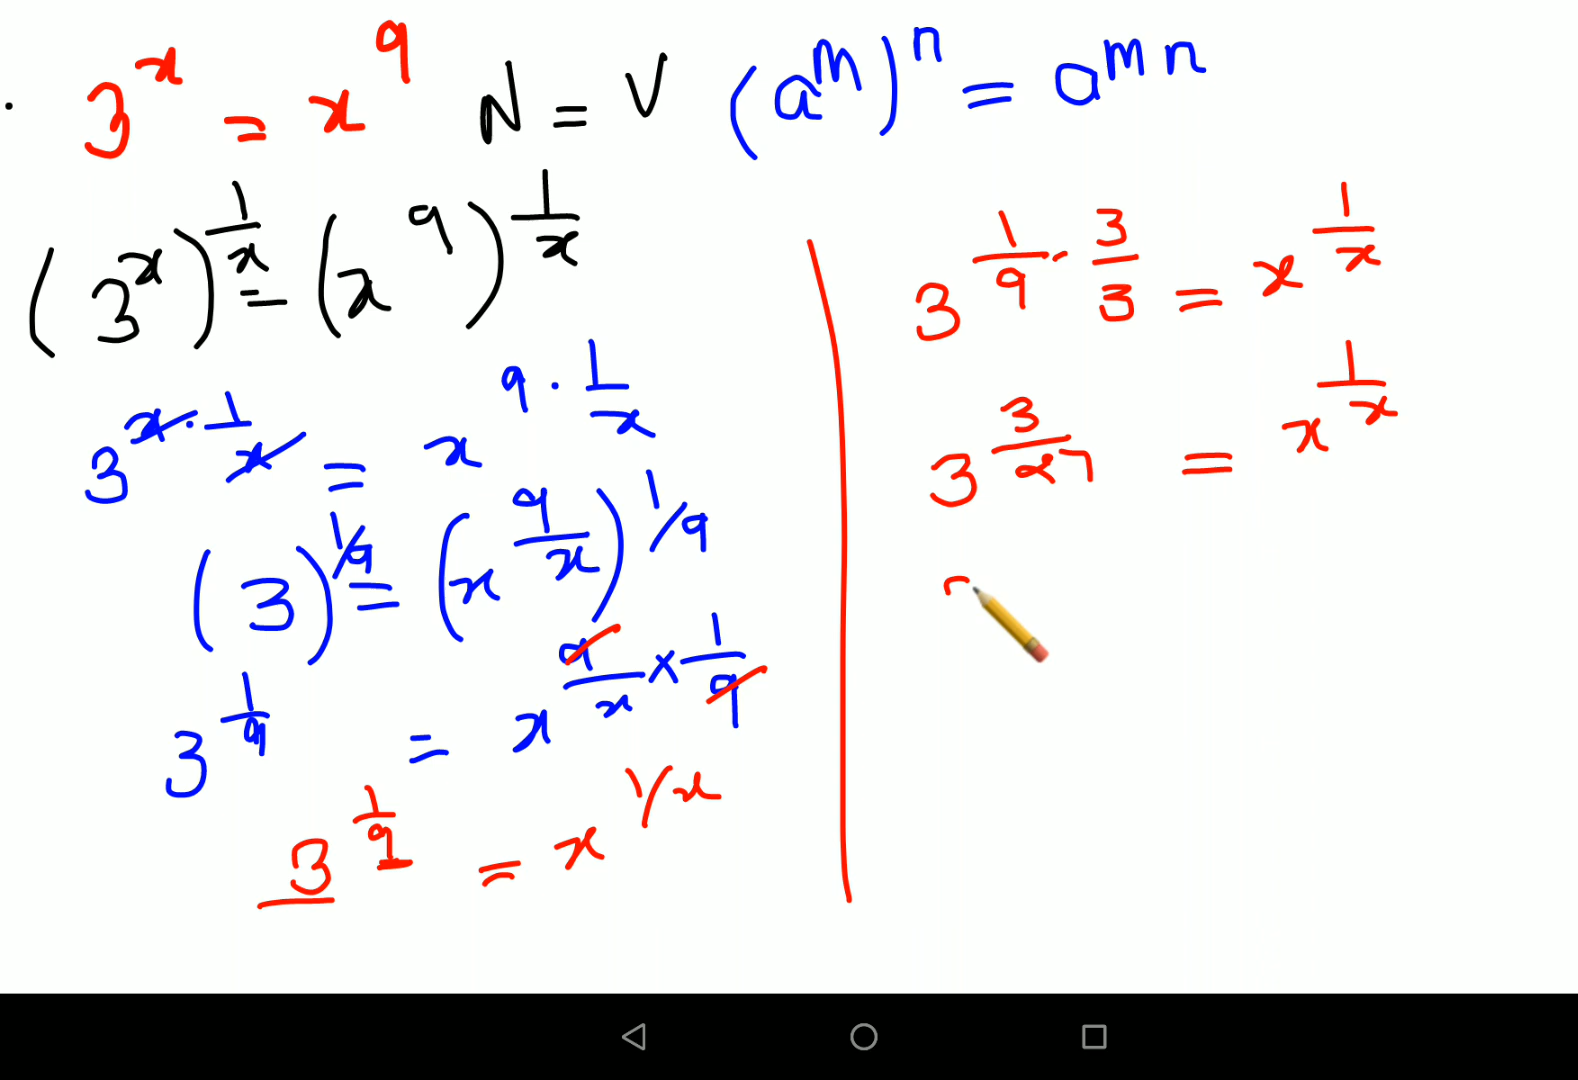 3^x = x^9 N = V (a^m)^n = a^{mn}
(3^x)^{1/x} = (x^9)^{1/x}
3^{x·1/x} = x^{9·1/x}
(3)^{1/9} = (x^{9/x})^{1/9}
3^{1/9} = x^{9/x × 1/9}
3^{1/9} = x^{1/x}
3^{1/9 · 3/3} = x^{1/x}
3^{3/27} = x^{1/x}